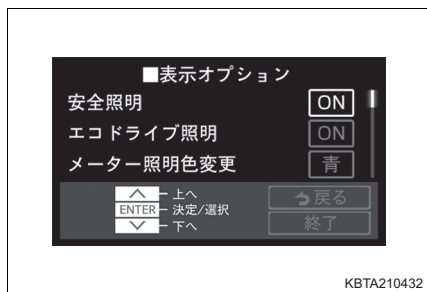 ■表示オプション
安全照明 ON
エコドライブ照明 ON
メーター照明色変更 青
上へ
ENTER 決定/選択
下へ
戻る
終了
KBTA210432